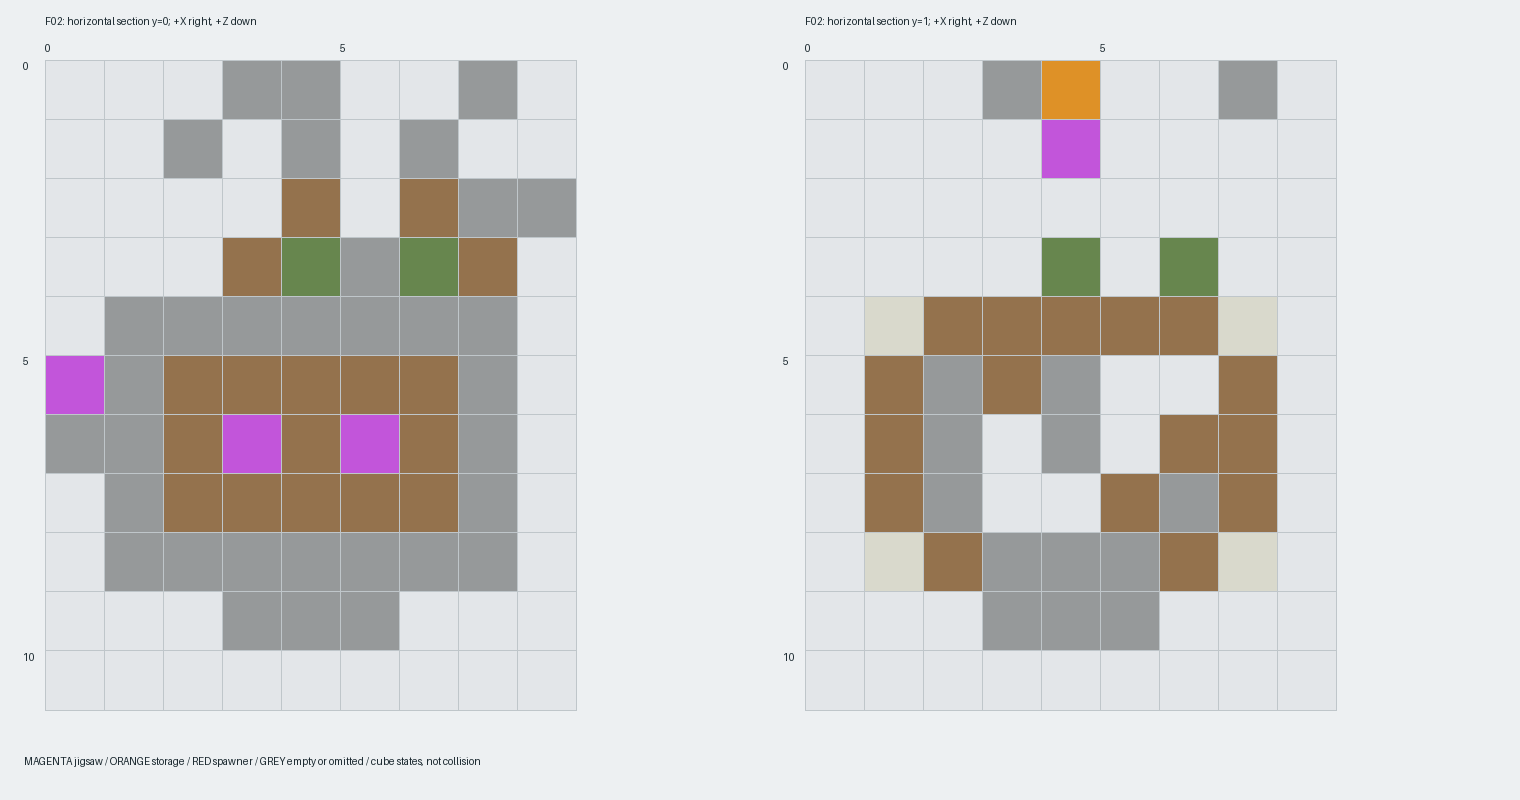 F02: horizontal section y=0; +X right, +Z down
F02: horizontal section y=1; +X right, +Z down
0 5
0 5
0
0
5
5
10
10
MAGENTA jigsaw / ORANGE storage / RED spawner / GREY empty or omitted / cube states, not collision